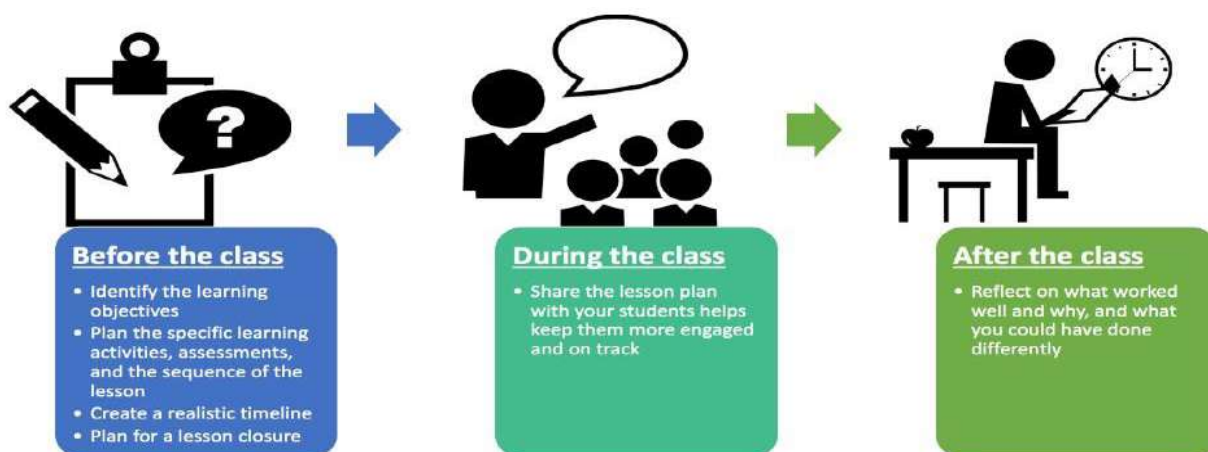 ?
Before the class
• Identify the learning
objectives
• Plan the specific learning
activities, assessments,
and the sequence of the
lesson
• Create a realistic timeline
• Plan for a lesson closure
During the class
• Share the lesson plan
with your students helps
keep them more engaged
and on track
After the class
• Reflect on what worked
well and why, and what
you could have done
differently